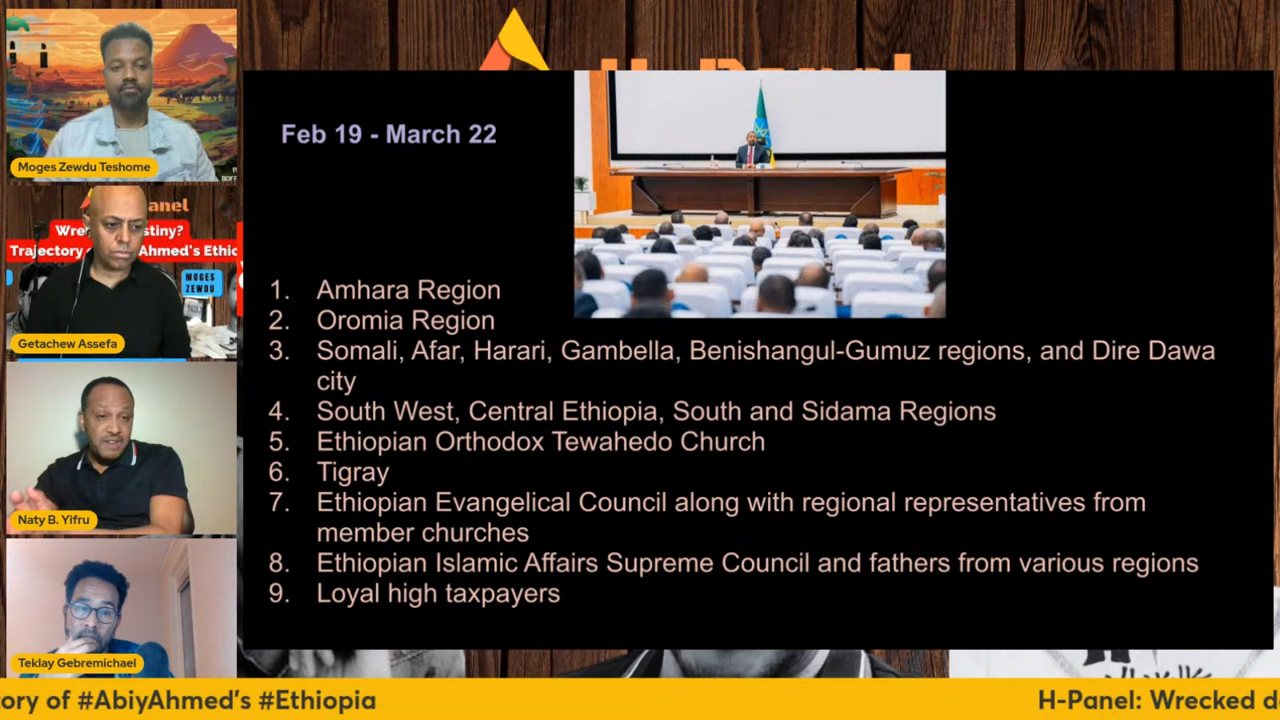 Moges Zewdu Teshome
Getachew Assefa
MOGES
ZEWDU
Naty B. Yifru
Teklay Gebremichael
Feb 19 - March 22
1. Amhara Region
2. Oromia Region
3. Somali, Afar, Harari, Gambella, Benishangul-Gumuz regions, and Dire Dawa
city
4. South West, Central Ethiopia, South and Sidama Regions
5. Ethiopian Orthodox Tewahedo Church
6. Tigray
7. Ethiopian Evangelical Council along with regional representatives from
member churches
8. Ethiopian Islamic Affairs Supreme Council and fathers from various regions
9. Loyal high taxpayers
of #AbiyAhmed's #Ethiopia
H-Panel: Wrecked